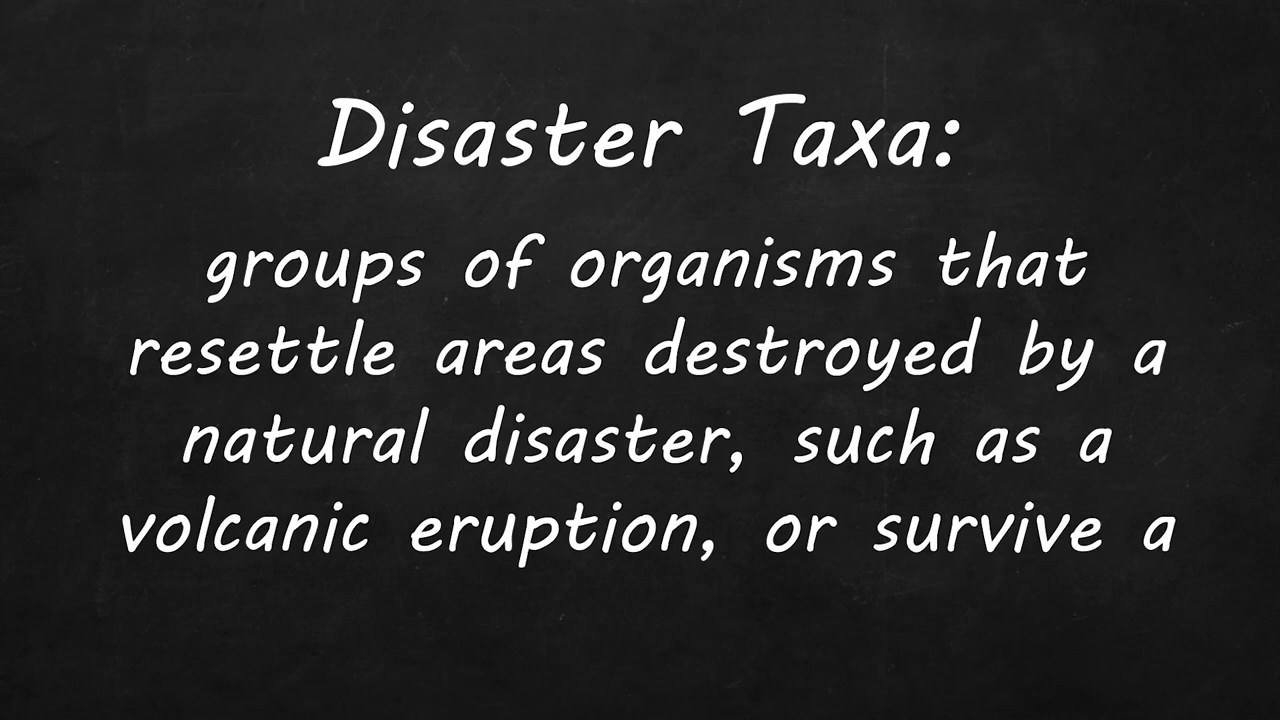 Disaster Taxa:
groups of organisms that
resettle areas destroyed by a
natural disaster, such as a
volcanic eruption, or survive a